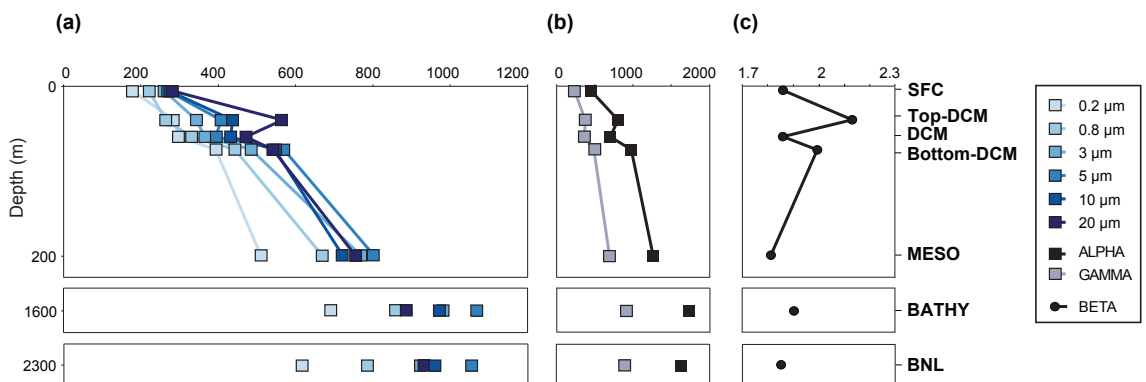 (a)
(b)
(c)
0 200 400 600 800 1000 1200
0 1000 2000
1.7 2 2.3
0
200
1600
2300
Depth (m)
SFC
Top-DCM
DCM
Bottom-DCM
MESO
BATHY
BNL
0.2 µm
0.8 µm
3 µm
5 µm
10 µm
20 µm
ALPHA
GAMMA
BETA